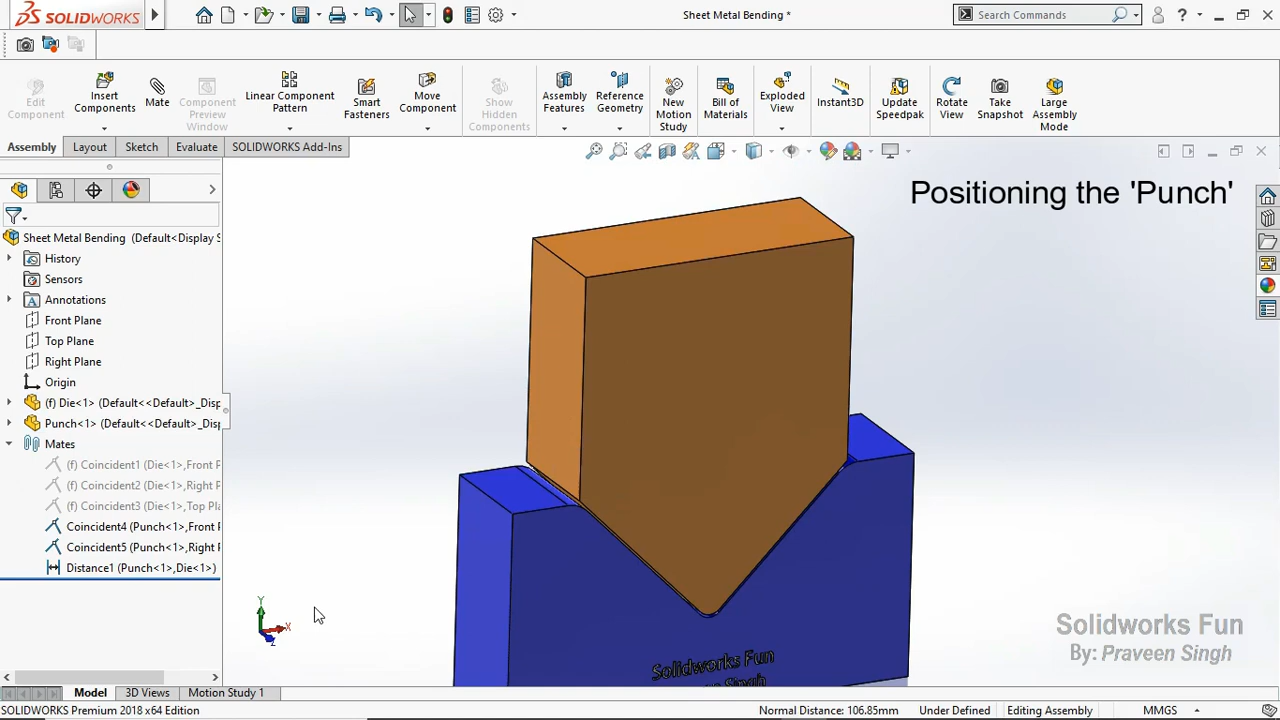 SOLIDWORKS
Sheet Metal Bending *
Search Commands
?
Edit Component
Insert Components
Mate
Component Preview Window
Linear Component Pattern
Smart Fasteners
Move Component
Show Hidden Components
Assembly Features
Reference Geometry
New Motion Study
Bill of Materials
Exploded View
Instant3D
Update Speedpak
Rotate View
Take Snapshot
Large Assembly Mode
Assembly
Layout
Sketch
Evaluate
SOLIDWORKS Add-Ins
Positioning the 'Punch'
Sheet Metal Bending (Default<Display S
History
Sensors
Annotations
Front Plane
Top Plane
Right Plane
Origin
(f) Die<1> (Default<<Default>_Disp
Punch<1> (Default<<Default>_Disp
Mates
(f) Coincident1 (Die<1>,Front P
(f) Coincident2 (Die<1>,Right P
(f) Coincident3 (Die<1>,Top Pla
Coincident4 (Punch<1>,Front P
Coincident5 (Punch<1>,Right P
Distance1 (Punch<1>,Die<1>)
Y
X
Z
Solidworks Fun
Singh
Solidworks Fun
By: Praveen Singh
Model
3D Views
Motion Study 1
SOLIDWORKS Premium 2018 x64 Edition
Normal Distance: 106.85mm
Under Defined
Editing Assembly
MMGS